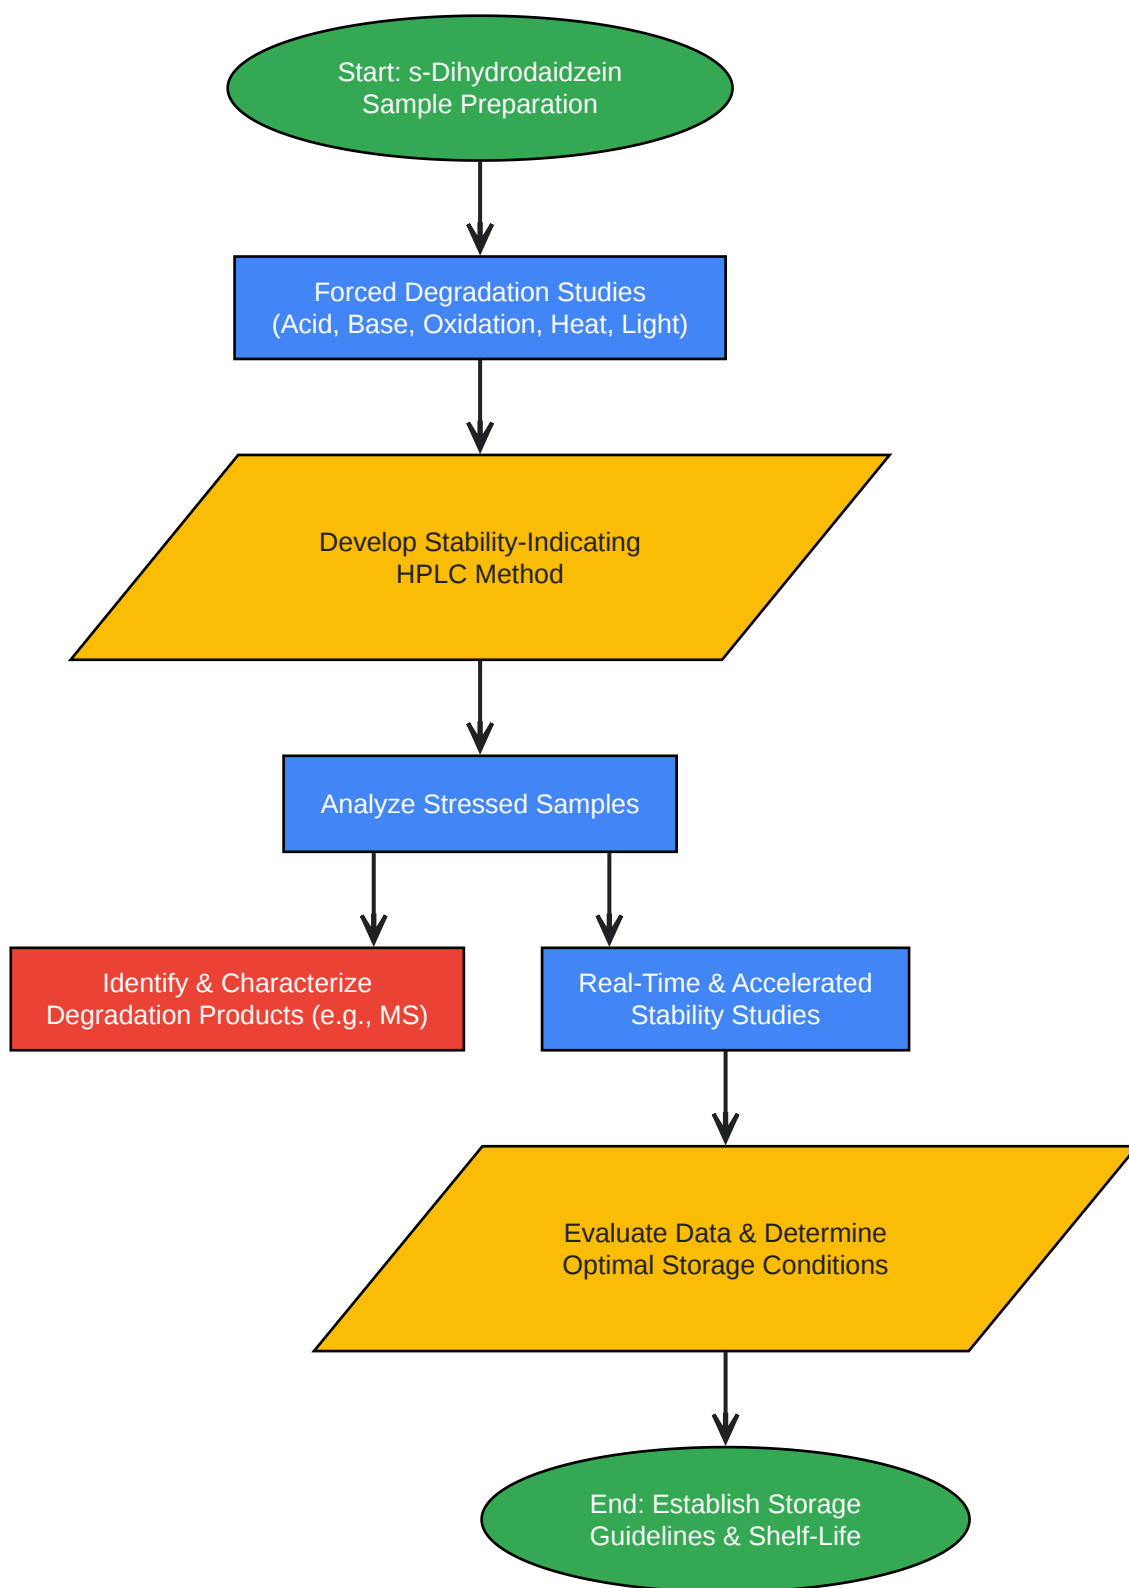 Start: s-Dihydrodaidzein
Sample Preparation
Forced Degradation Studies
(Acid, Base, Oxidation, Heat, Light)
Develop Stability-Indicating
HPLC Method
Analyze Stressed Samples
Identify & Characterize
Degradation Products (e.g., MS)
Real-Time & Accelerated
Stability Studies
Evaluate Data & Determine
Optimal Storage Conditions
End: Establish Storage
Guidelines & Shelf-Life